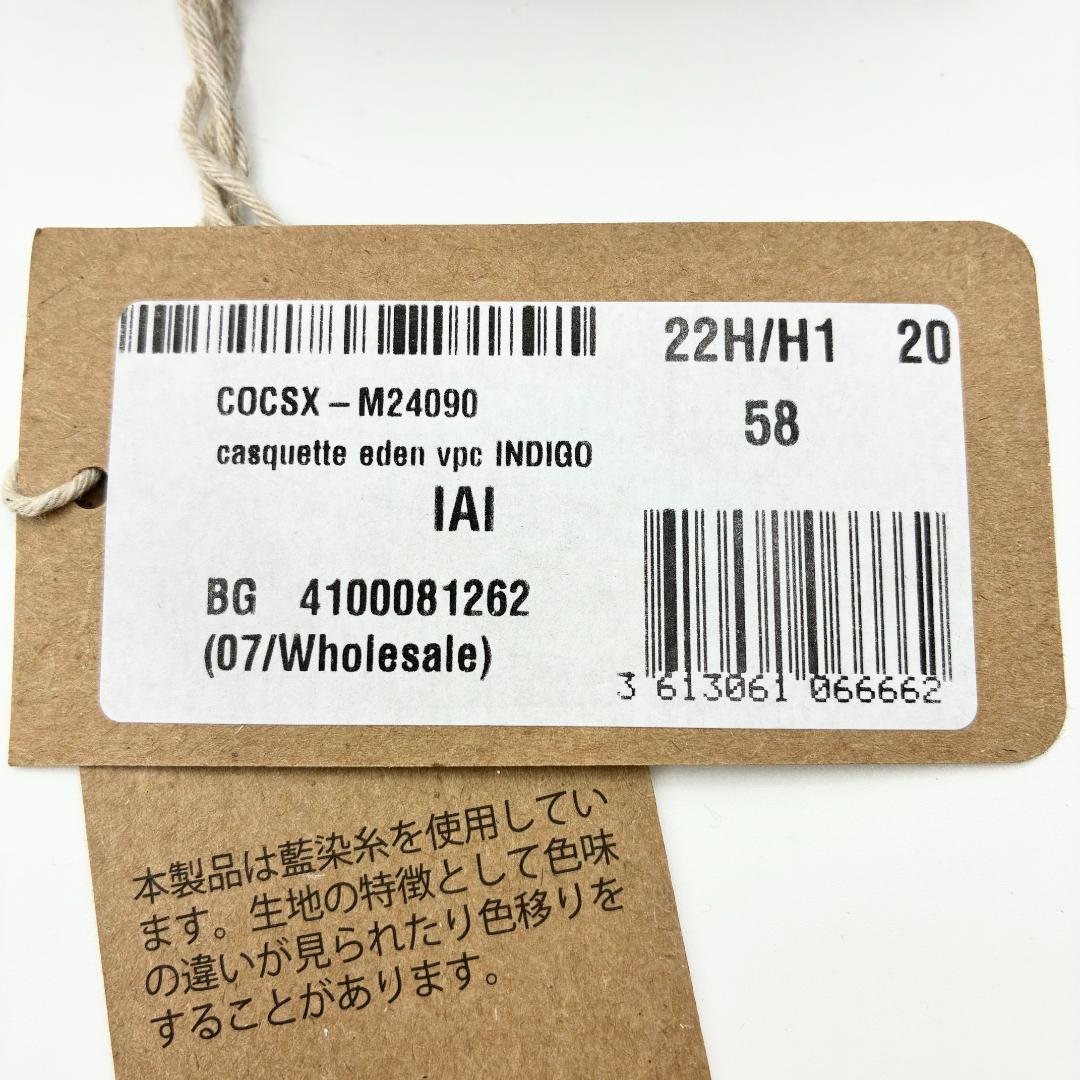 22H/H1 20
COCSX – M24090
58
casquette eden vpc INDIGO
IAI
BG 4100081262
(07/Wholesale)
3 613061 066662
本製品は藍染糸を使用してい
ます。生地の特徴として色味
の違いが見られたり色移りを
することがあります。